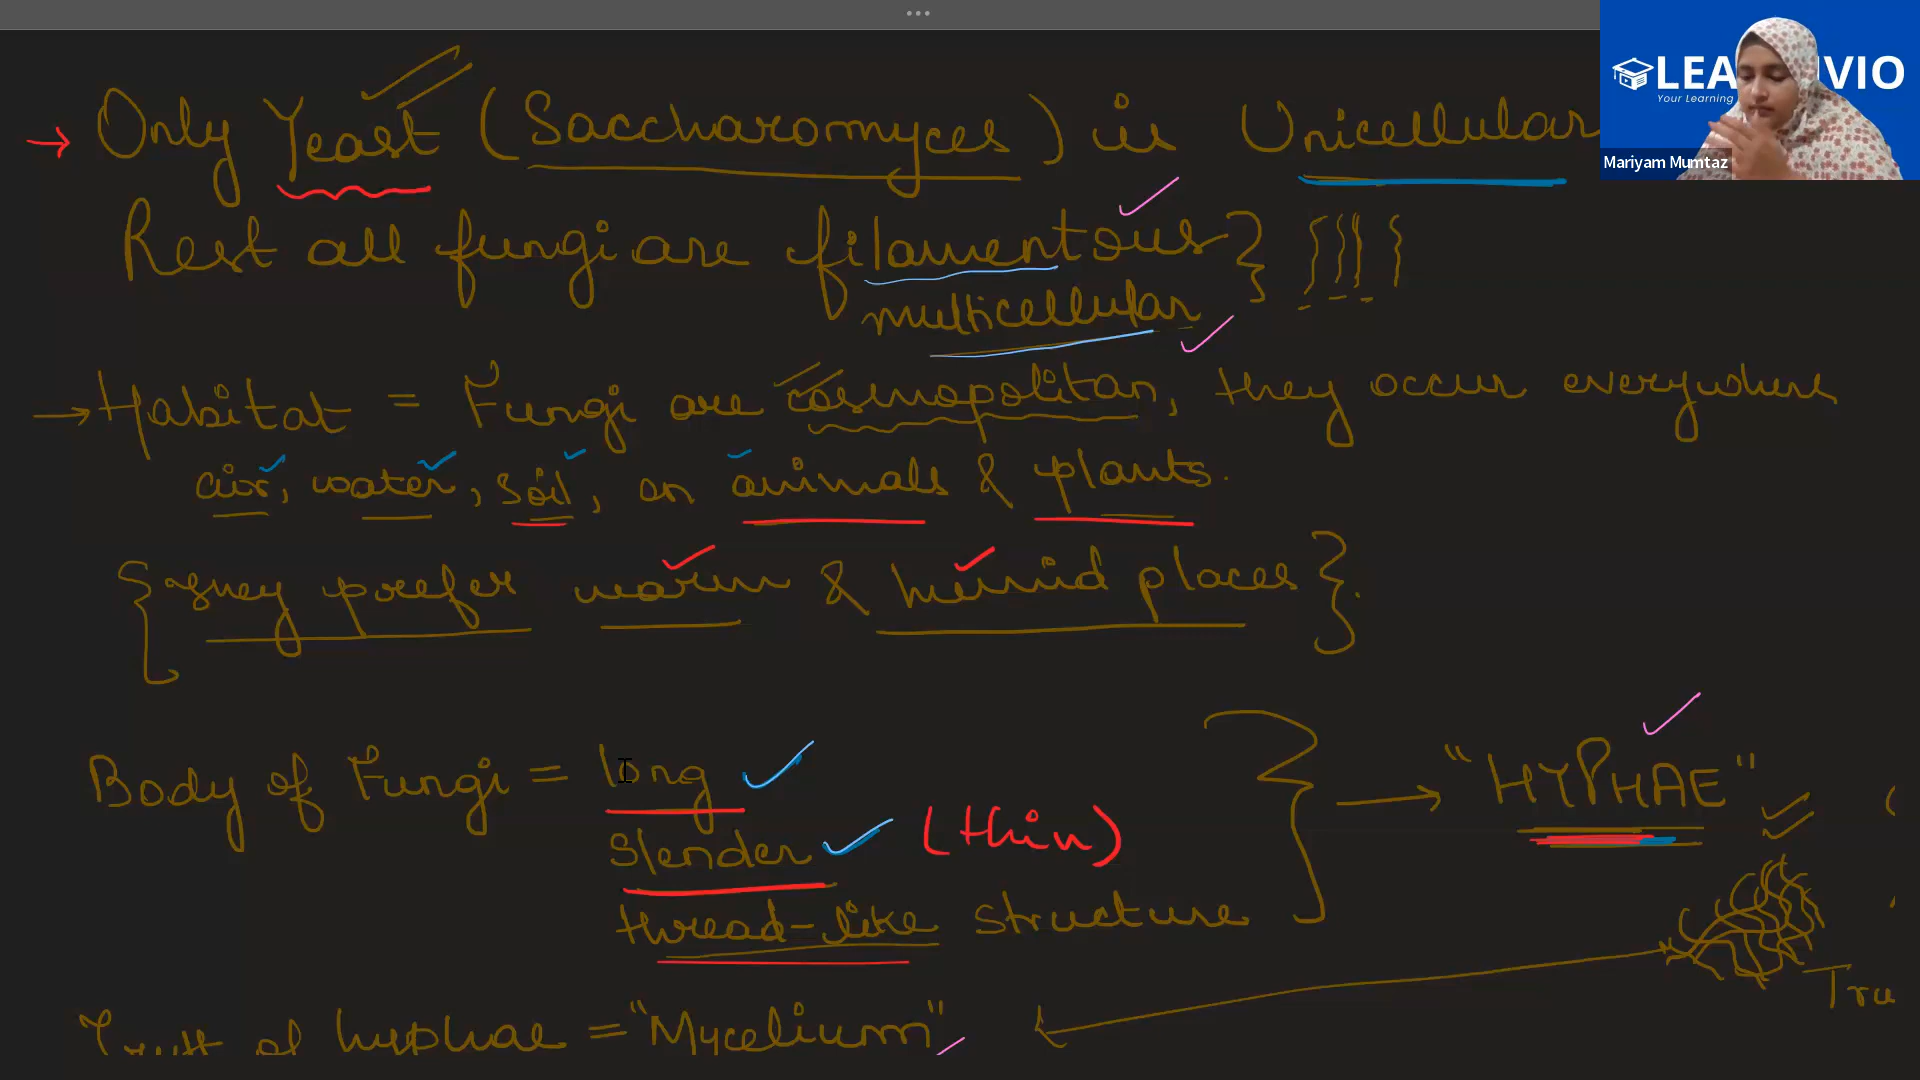 ...
LEA VIO
Your Learning
Mariyam Mumtaz
→ Only Yeast (Saccharomyces) is Unicellular
Rest all fungi are filamentous }
multicellular
→ Habitat = Fungi are cosmopolitan, they occur everywhere
air, water, soil, on animals & plants.
{ They prefer warm & humid places }.
Body of Fungi = long
slender (thin)
thread-like structure } → "HYPHAE"
Tru
of hyphae = "Mycelium"